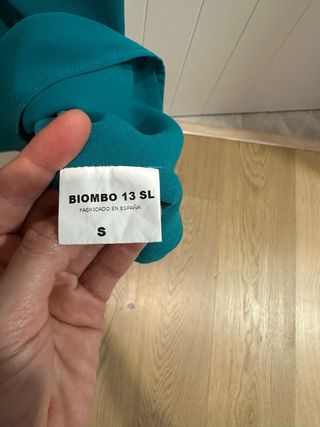 BIOMBO 13 SL
FABRICADO EN ESPAÑA
S